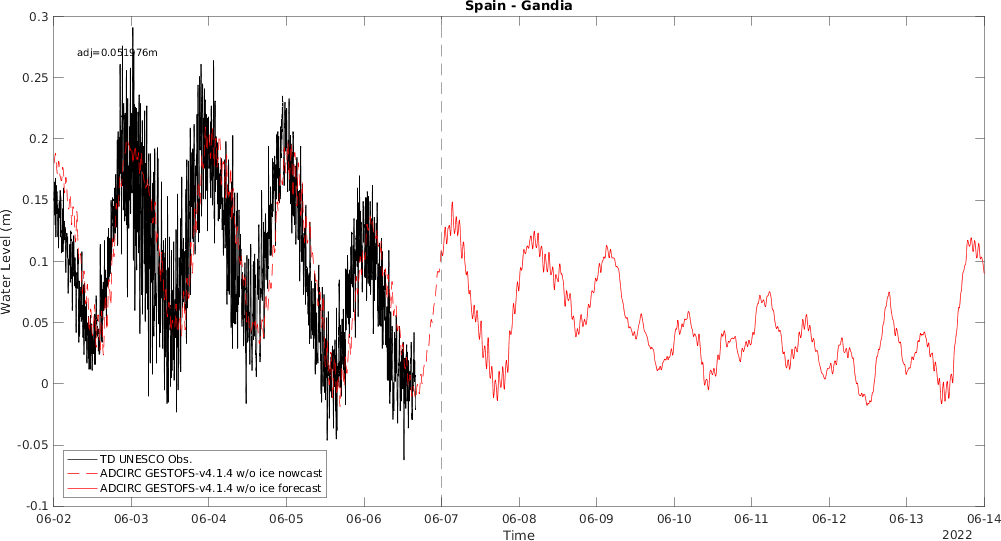 Spain - Gandia
0.3
adj=0.051976m
0.25
0.2
0.15
0.1
0.05
0
-0.05
-0.1
Water Level (m)
TD UNESCO Obs.
ADCIRC GESTOFS-v4.1.4 w/o ice nowcast
ADCIRC GESTOFS-v4.1.4 w/o ice forecast
06-02 06-03 06-04 06-05 06-06 06-07 06-08 06-09 06-10 06-11 06-12 06-13 06-14
Time
2022